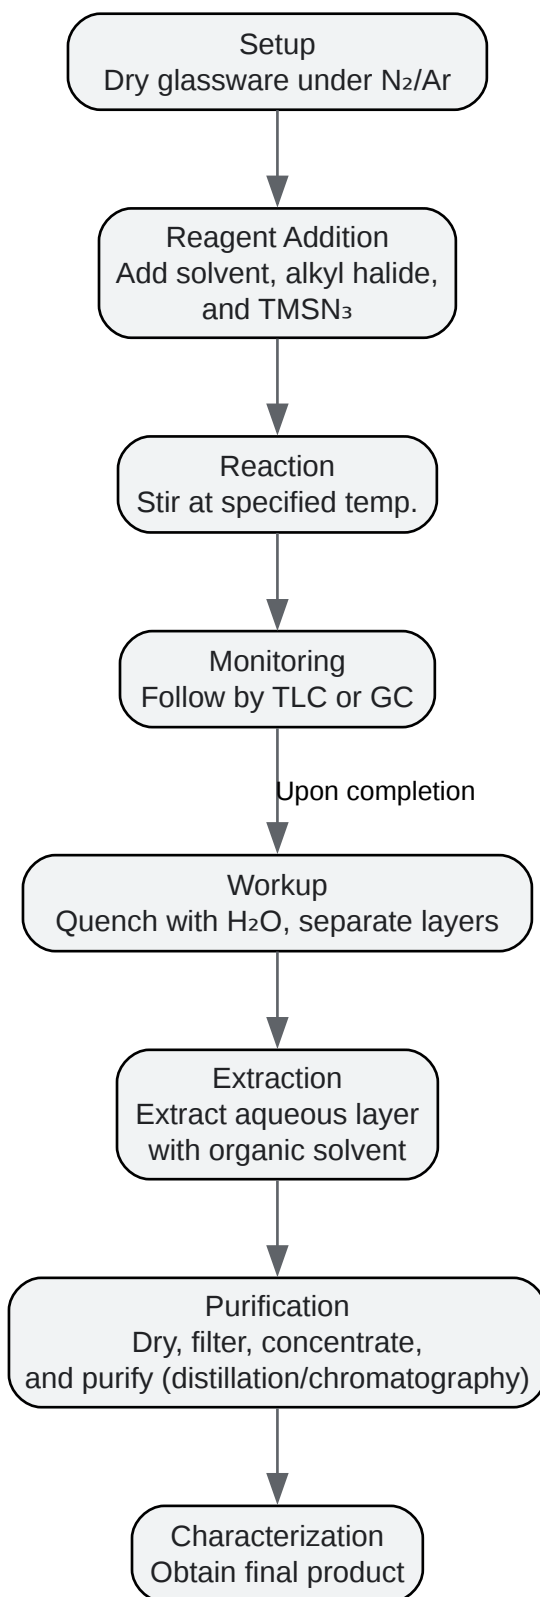 Setup
Dry glassware under N₂/Ar
Reagent Addition
Add solvent, alkyl halide,
and TMSN₃
Reaction
Stir at specified temp.
Monitoring
Follow by TLC or GC
Upon completion
Workup
Quench with H₂O, separate layers
Extraction
Extract aqueous layer
with organic solvent
Purification
Dry, filter, concentrate,
and purify (distillation/chromatography)
Characterization
Obtain final product